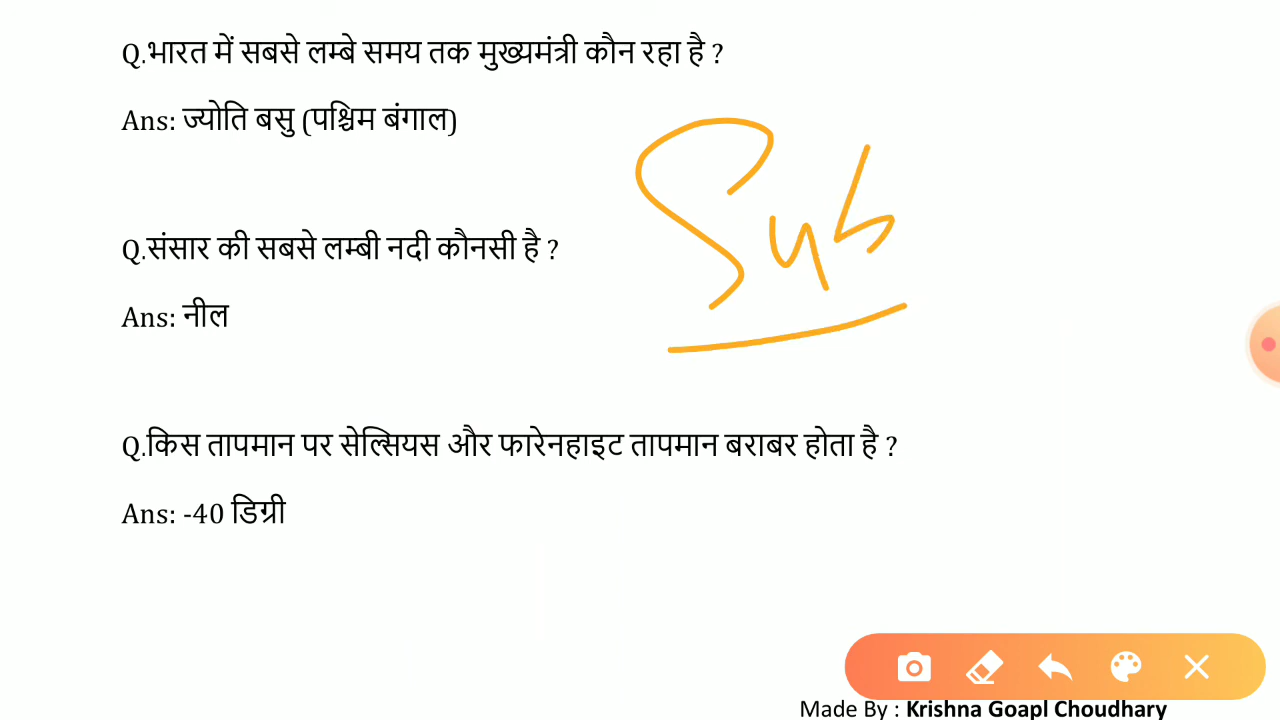 Q.भारत में सबसे लम्बे समय तक मुख्यमंत्री कौन रहा है ?
Ans: ज्योति बसु (पश्चिम बंगाल)
Sub
Q.संसार की सबसे लम्बी नदी कौनसी है ?
Ans: नील
Q.किस तापमान पर सेल्सियस और फारेनहाइट तापमान बराबर होता है ?
Ans: -40 डिग्री
Made By : Krishna Goapl Choudhary